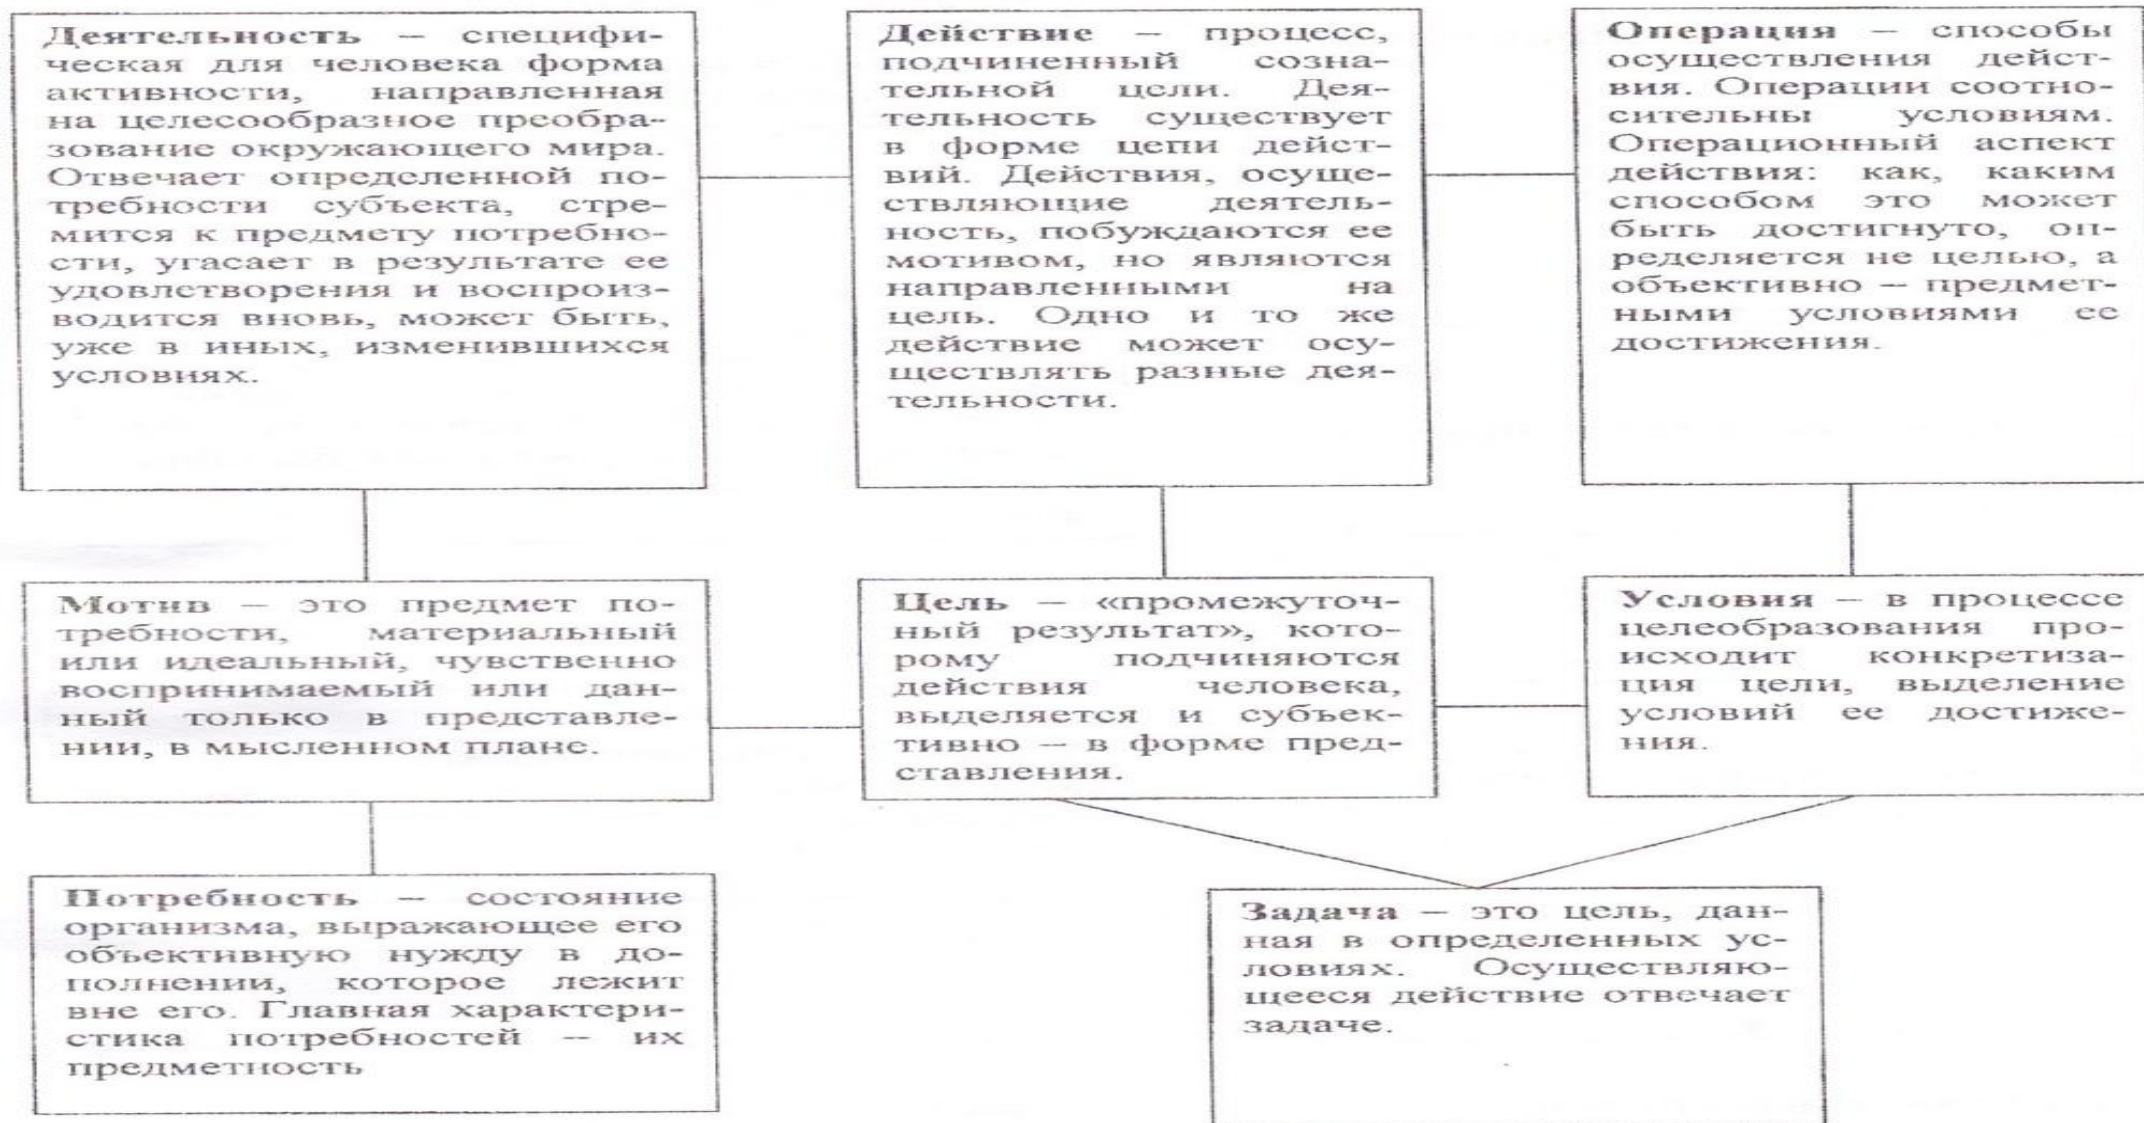 Деятельность – специфи-
ческая для человека форма
активности, направленная
на целесообразное преобра-
зование окружающего мира.
Отвечает определенной по-
требности субъекта, стре-
мится к предмету потребно-
сти, угасает в результате ее
удовлетворения и воспроиз-
водится вновь, может быть,
уже в иных, изменившихся
условиях.
Действие – процесс,
подчиненный созна-
тельной цели. Дея-
тельность существует
в форме цепи дейст-
вий. Действия, осуще-
ствляющие деятель-
ность, побуждаются ее
мотивом, но являются
направленными на
цель. Одно и то же
действие может осу-
ществлять разные дея-
тельности.
Операция – способы
осуществления дейст-
вия. Операции соотно-
сительны условиям.
Операционный аспект
действия: как, каким
способом это может
быть достигнуто, оп-
ределяется не целью, а
объективно – предмет-
ными условиями ее
достижения.
Мотив – это предмет по-
требности, материальный
или идеальный, чувственно
воспринимаемый или дан-
ный только в представле-
нии, в мысленном плане.
Цель – «промежуточ-
ный результат», кото-
рому подчиняются
действия человека,
выделяется и субъек-
тивно – в форме пред-
ставления.
Условия – в процессе
целеобразования про-
исходит конкретиза-
ция цели, выделение
условий ее достиже-
ния.
Потребность – состояние
организма, выражающее его
объективную нужду в до-
полнении, которое лежит
вне его. Главная характери-
стика потребностей – их
предметность
Задача – это цель, дан-
ная в определенных ус-
ловиях. Осуществляю-
щееся действие отвечает
задаче.